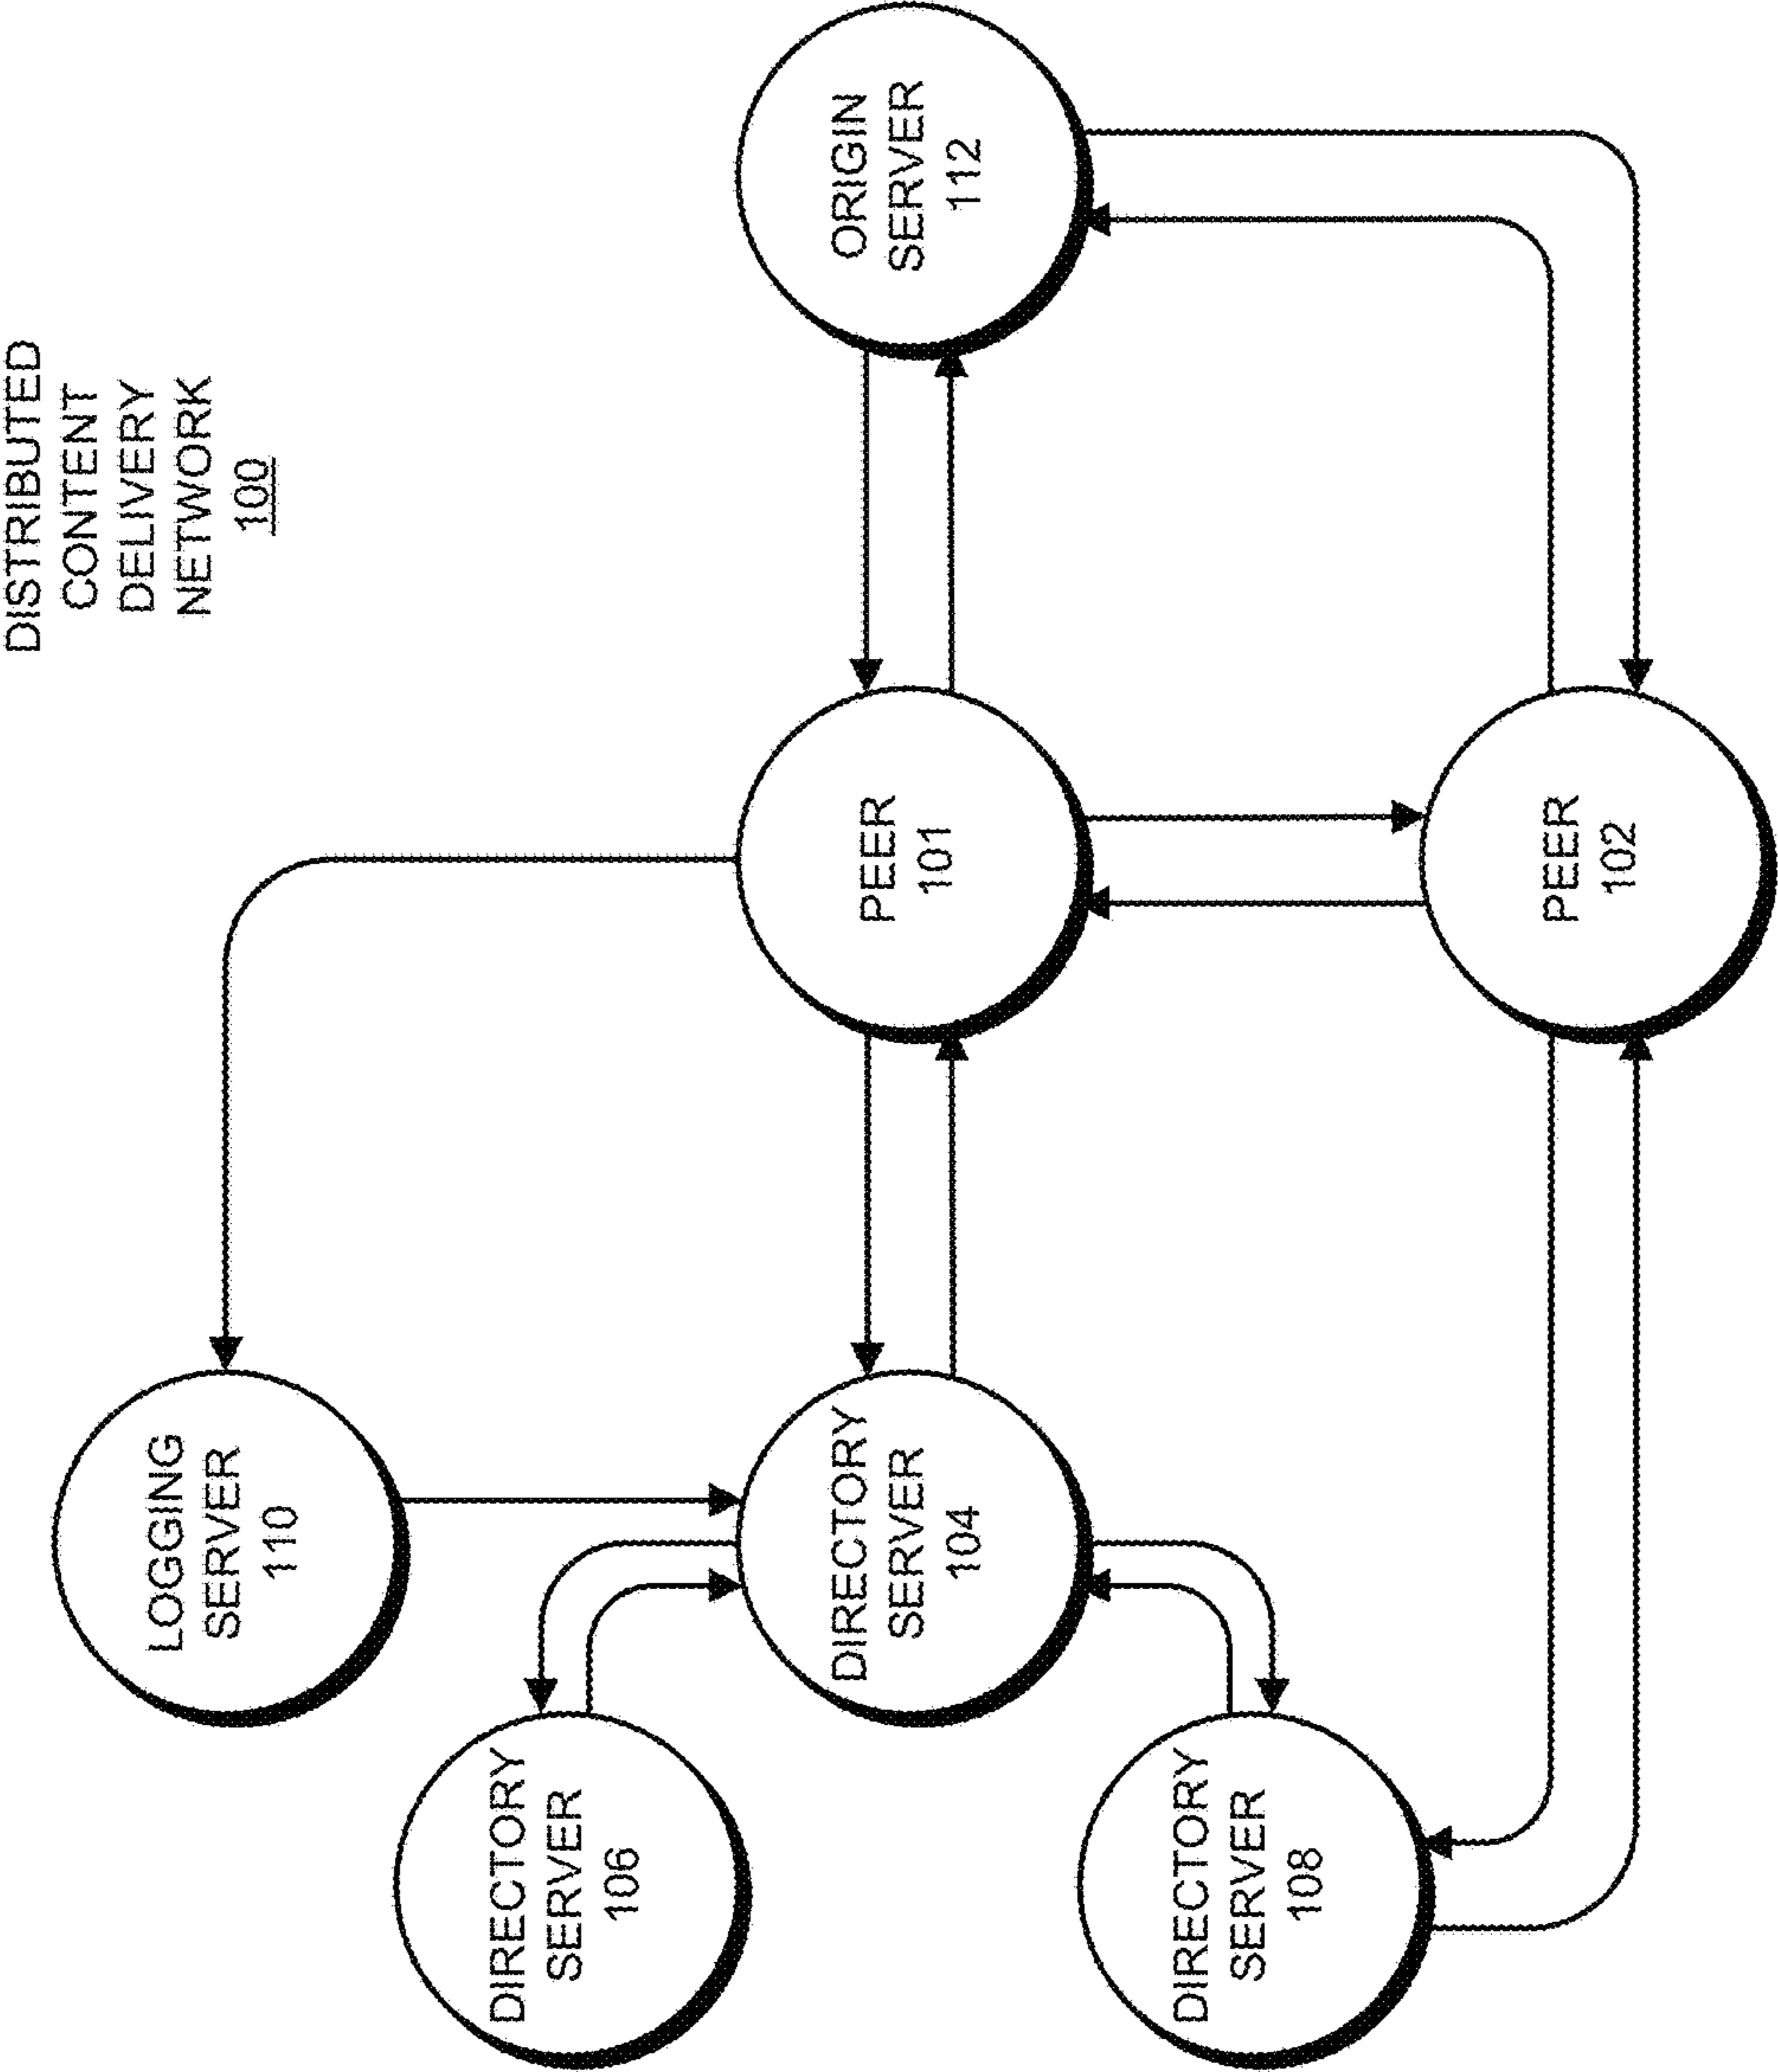 DISTRIBUTED
CONTENT
DELIVERY
NETWORK
100
LOGGING
SERVER
110
DIRECTORY
SERVER
106
DIRECTORY
SERVER
104
PEER
101
ORIGIN
SERVER
112
DIRECTORY
SERVER
108
PEER
102